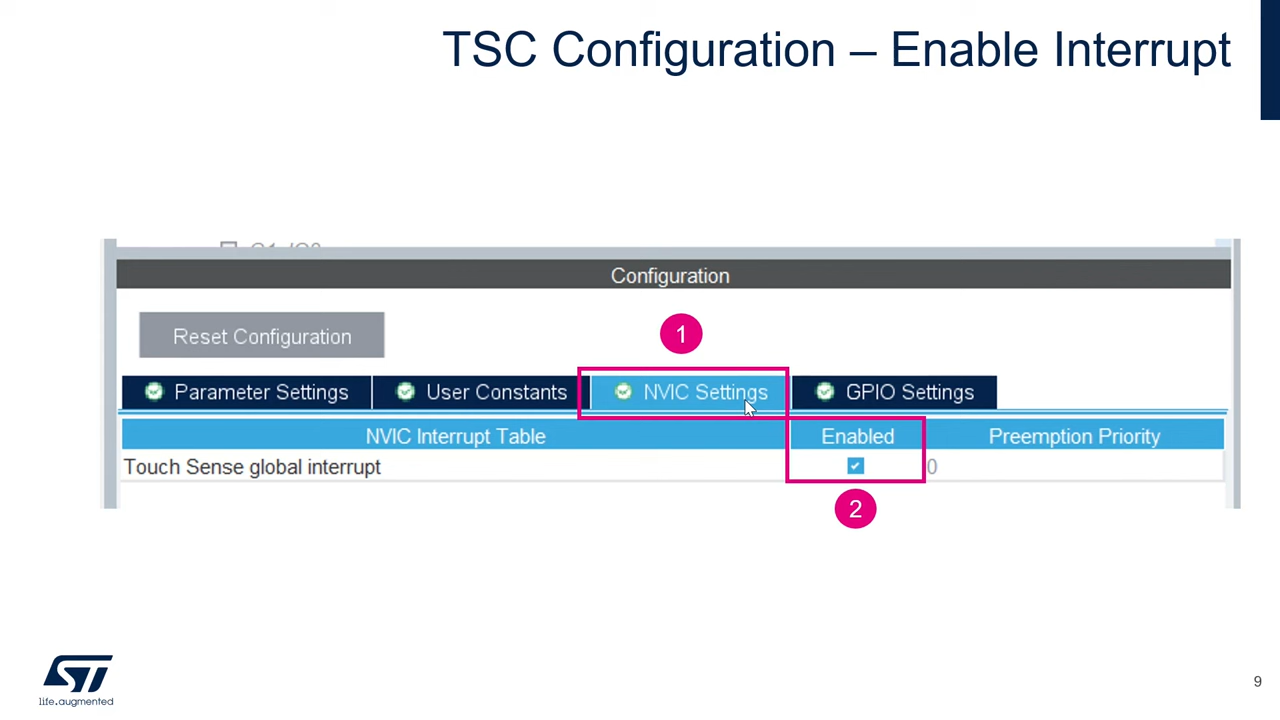 TSC Configuration – Enable Interrupt
Configuration
Reset Configuration
1
Parameter Settings User Constants NVIC Settings GPIO Settings
NVIC Interrupt Table Enabled Preemption Priority
Touch Sense global interrupt 0
2
ST
life.augmented
9